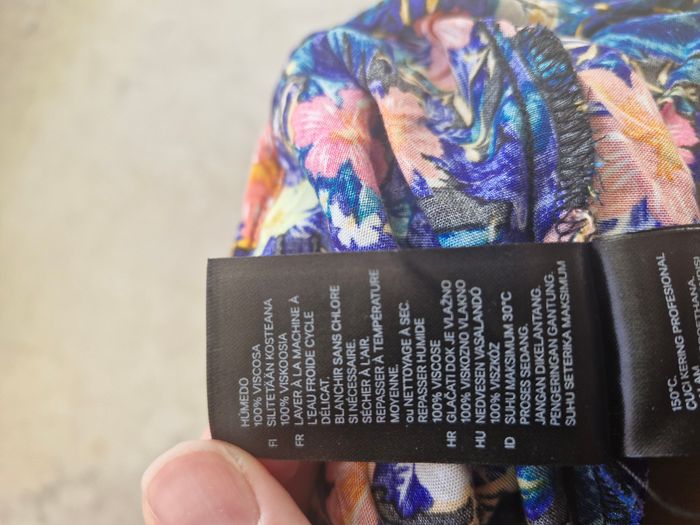 HÚMEDO
100% VISCOSA
FI SILITETÄÄN KOSTEANA
100% VISKOOSIA
FR LAVER À LA MACHINE À
L'EAU FROIDE CYCLE
DÉLICAT.
BLANCHIR SANS CHLORE
SI NÉCESSAIRE.
SÉCHER À L'AIR.
REPASSER À TEMPÉRATURE
MOYENNE.
*ou NETTOYAGE À SEC.
REPASSER HUMIDE
100% VISCOSE
HR GLAČATI DOK JE VLAŽNO
100% VISKOZNO VLAKNO
HU NEDVESEN VASALANDÓ
100% VISZKÓZ
ID SUHU MAKSIMUM 30°C
PROSES SEDANG.
JANGAN DIKELANTANG.
PENGERINGAN GANTUNG.
SUHU SETERIKA MAKSIMUM
150°C.
CUCI KERING PROFESIONAL